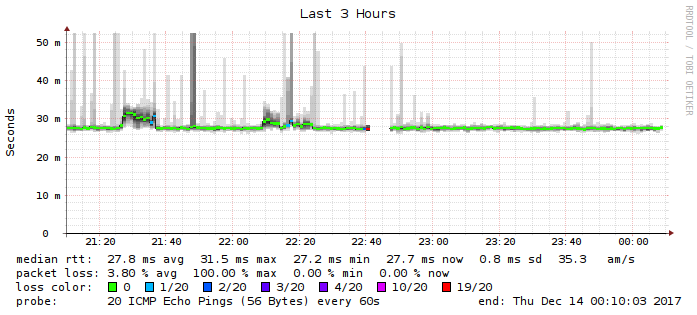 Last 3 Hours
RRDTOOL / TOBI OETIKER
Seconds
50 m
40 m
30 m
20 m
10 m
0
21:20 21:40 22:00 22:20 22:40 23:00 23:20 23:40 00:00
median rtt: 27.8 ms avg 31.5 ms max 27.2 ms min 27.7 ms now 0.8 ms sd 35.3 am/s
packet loss: 3.80 % avg 100.00 % max 0.00 % min 0.00 % now
loss color: 0 1/20 2/20 3/20 4/20 10/20 19/20
probe: 20 ICMP Echo Pings (56 Bytes) every 60s end: Thu Dec 14 00:10:03 2017